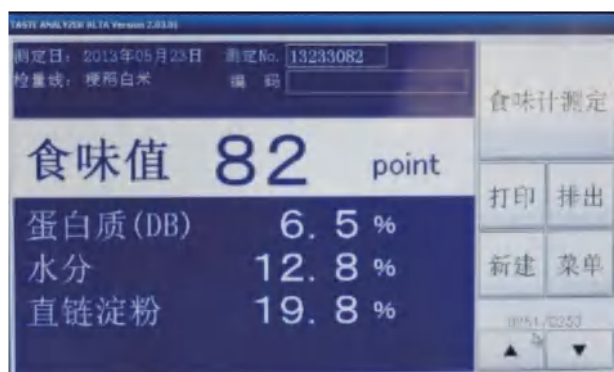 TASTE ANALYZER RLTA Version 2.03.01
测定日: 2013年05月23日 测定No. 13233082
检量线: 粳稻白米 编 码
食味值 82 point
蛋白质(DB) 6.5 %
水分 12.8 %
直链淀粉 19.8 %
食味计测定
打印 排出
新建 菜单
▲ ▼